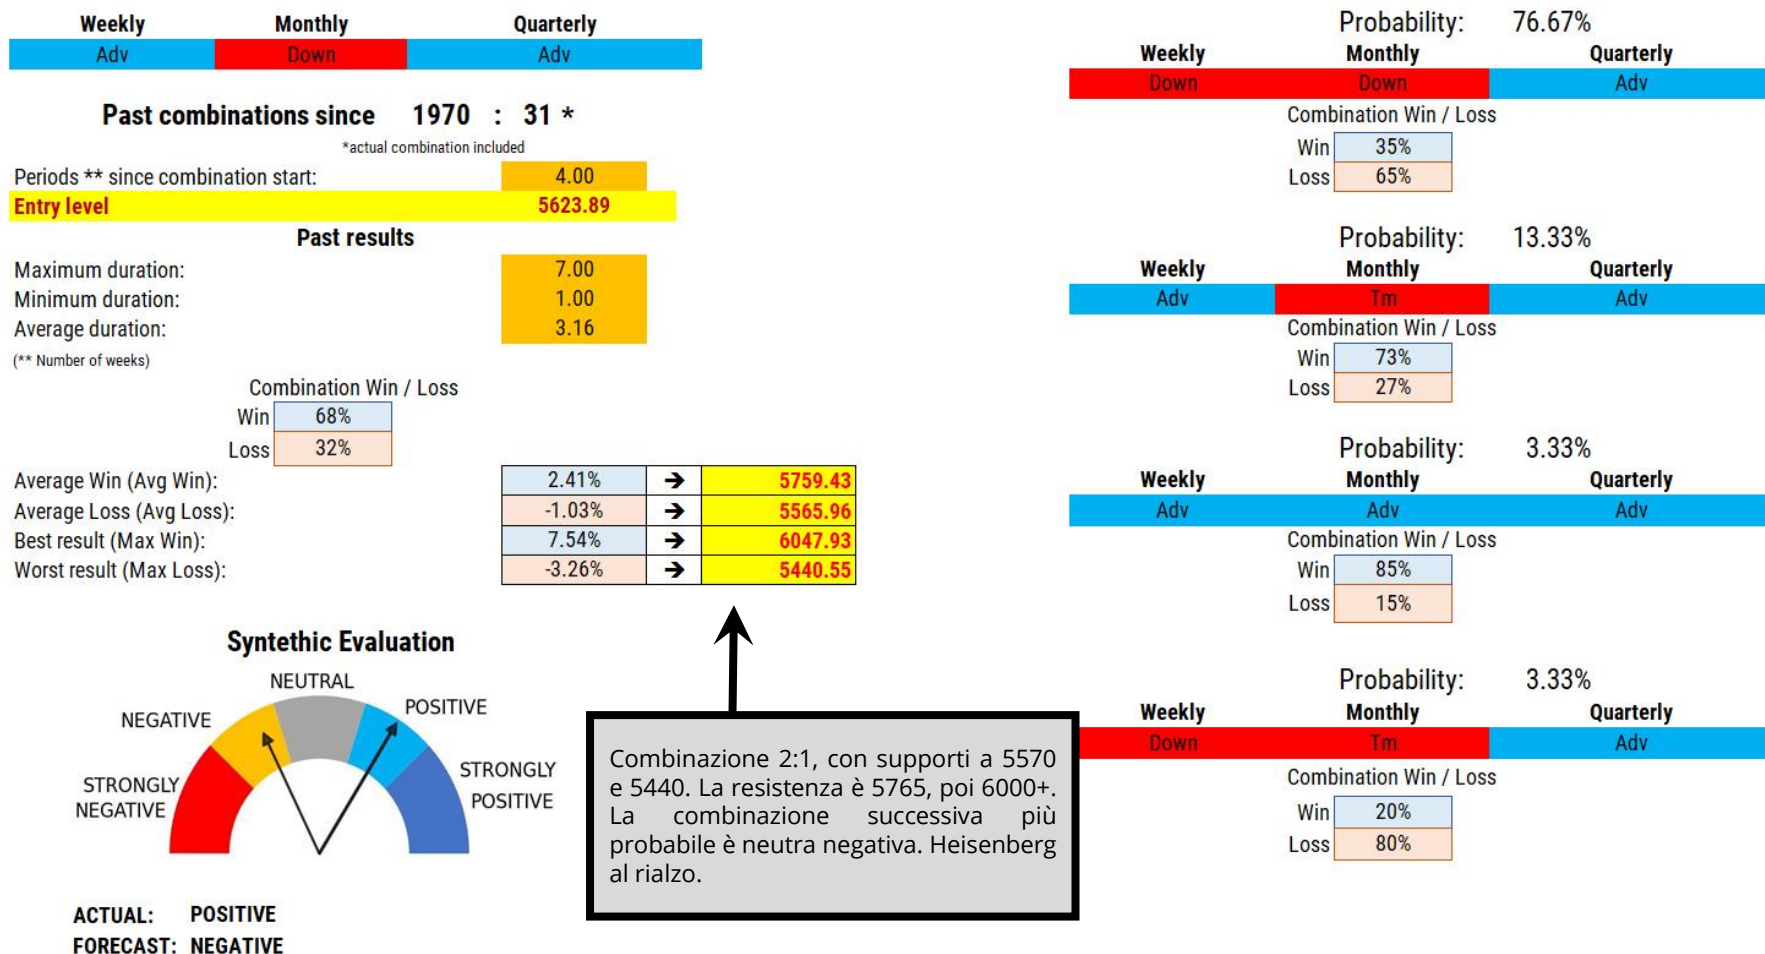 Weekly Monthly Quarterly
Adv Down Adv
Past combinations since 1970 : 31 *
*actual combination included
Periods ** since combination start: 4.00
Entry level 5623.89
Past results
Maximum duration: 7.00
Minimum duration: 1.00
Average duration: 3.16
(** Number of weeks)
Combination Win / Loss
Win 68%
Loss 32%
Average Win (Avg Win): 2.41% ➔ 5759.43
Average Loss (Avg Loss): -1.03% ➔ 5565.96
Best result (Max Win): 7.54% ➔ 6047.93
Worst result (Max Loss): -3.26% ➔ 5440.55
Syntethic Evaluation
NEUTRAL
NEGATIVE
POSITIVE
STRONGLY
NEGATIVE
STRONGLY
POSITIVE
ACTUAL: POSITIVE
FORECAST: NEGATIVE
Combinazione 2:1, con supporti a 5570
e 5440. La resistenza è 5765, poi 6000+.
La combinazione successiva più
probabile è neutra negativa. Heisenberg
al rialzo.
Probability: 76.67%
Weekly Monthly Quarterly
Down Down Adv
Combination Win / Loss
Win 35%
Loss 65%
Probability: 13.33%
Weekly Monthly Quarterly
Adv Tm Adv
Combination Win / Loss
Win 73%
Loss 27%
Probability: 3.33%
Weekly Monthly Quarterly
Adv Adv Adv
Combination Win / Loss
Win 85%
Loss 15%
Probability: 3.33%
Weekly Monthly Quarterly
Down Tm Adv
Combination Win / Loss
Win 20%
Loss 80%